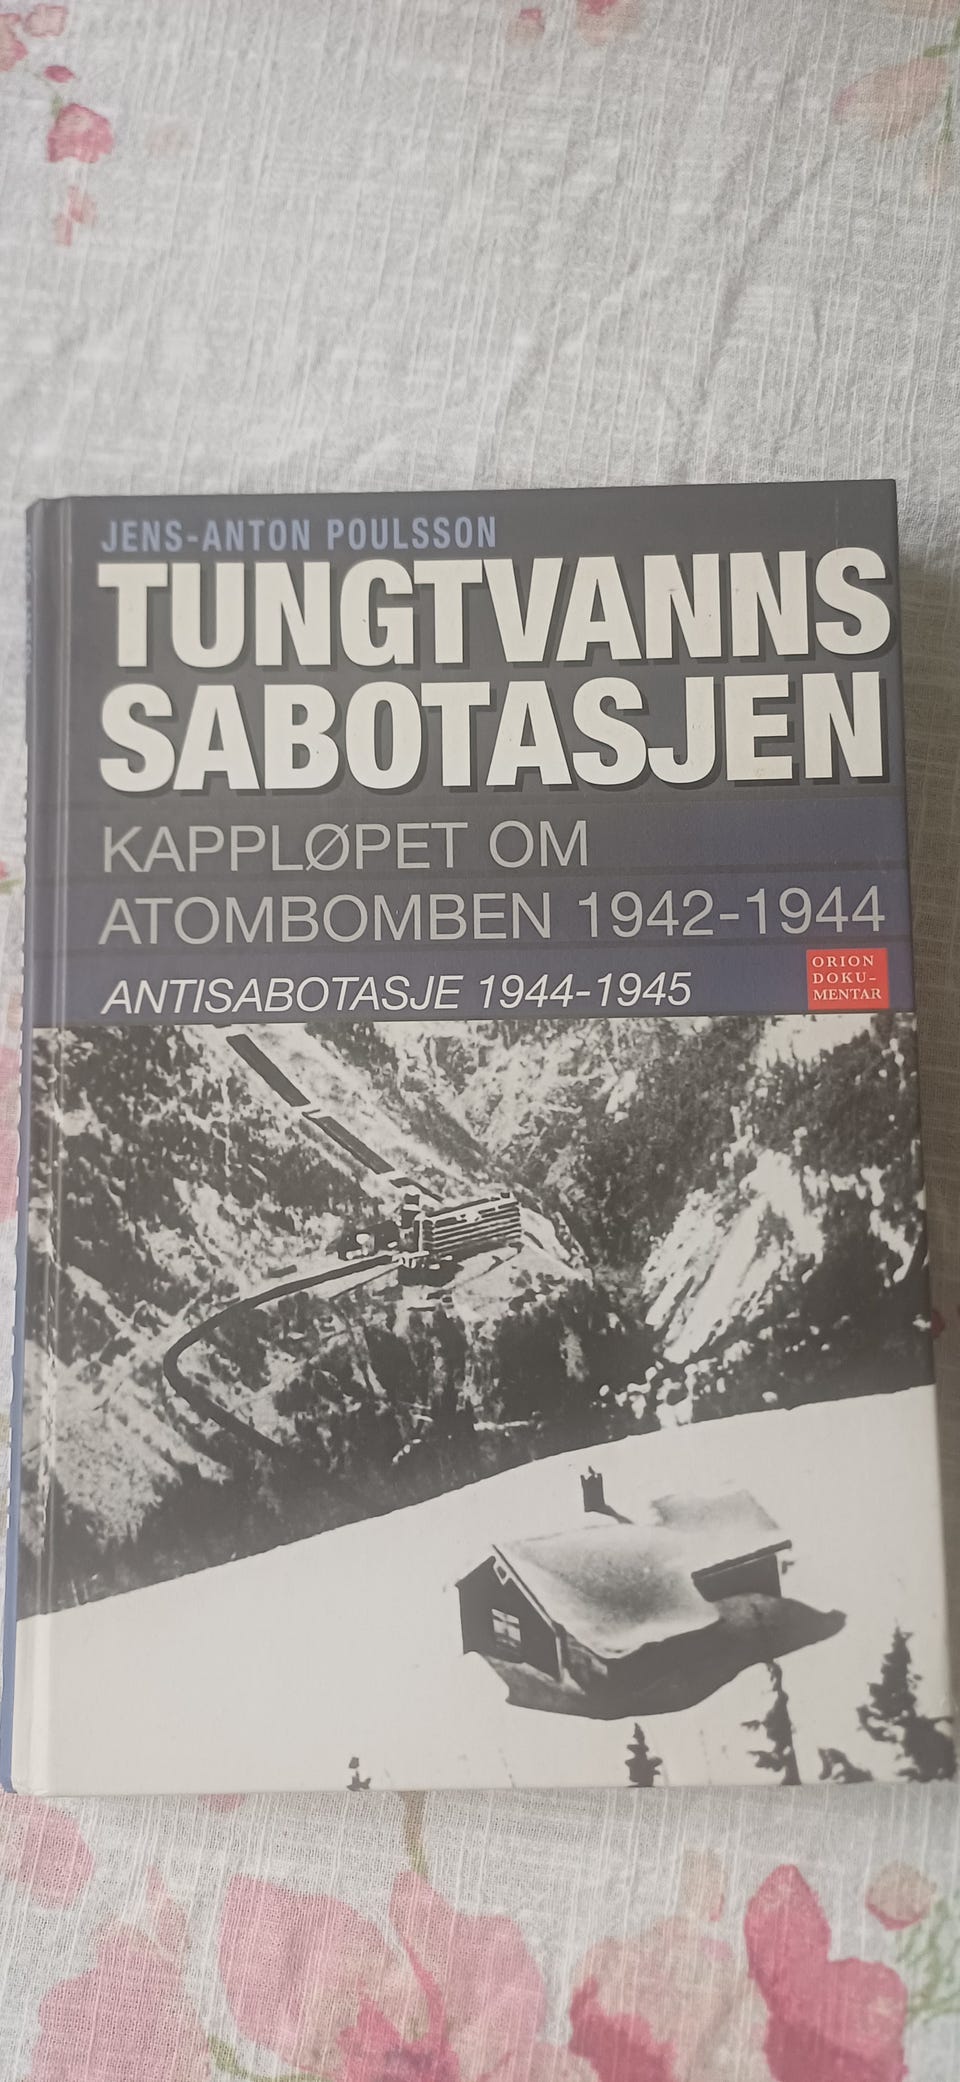 JENS-ANTON POULSSON
TUNGTVANNS
SABOTASJEN
KAPPLØPET OM
ATOMBOMBEN 1942-1944
ANTISABOTASJE 1944-1945
ORION
DOKU-
MENTAR